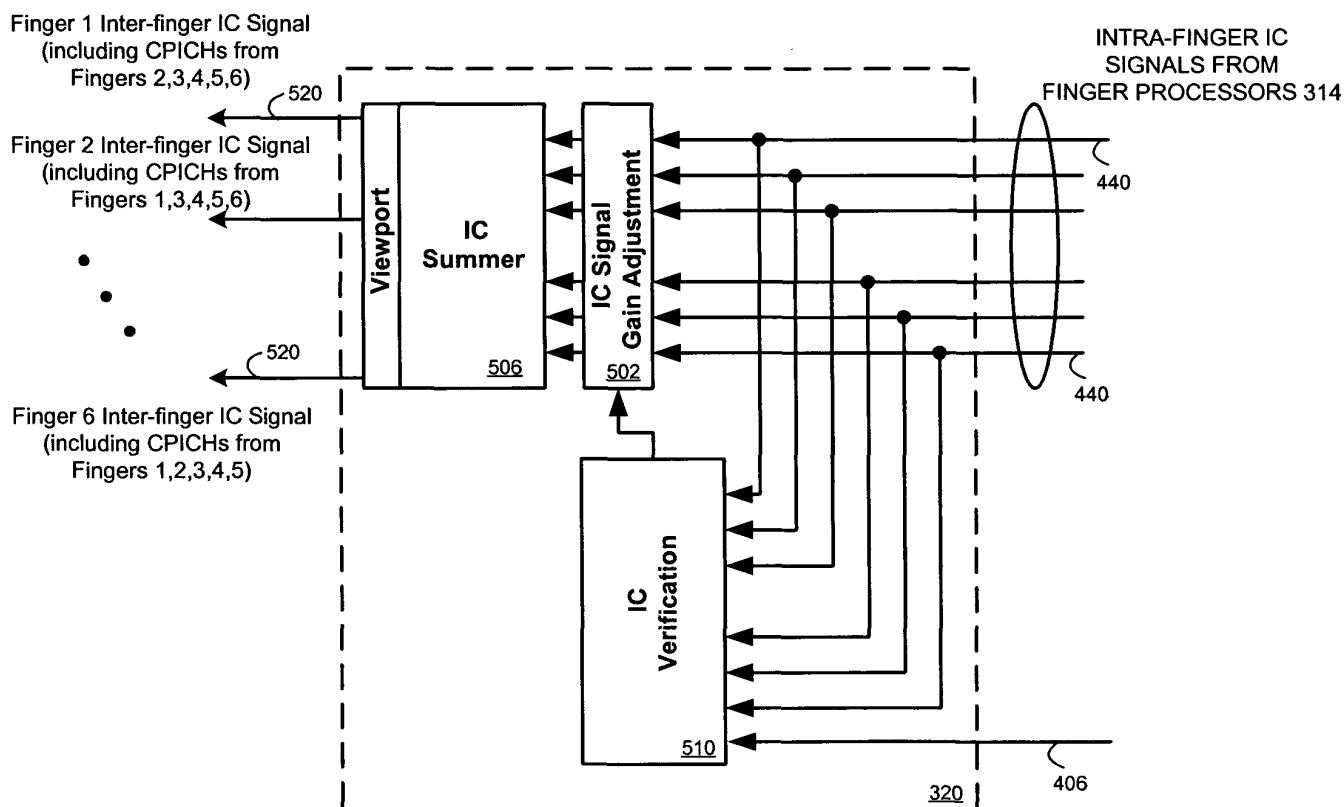 Finger 1 Inter-finger IC Signal
(including CPICHs from
Fingers 2,3,4,5,6)
520
Finger 2 Inter-finger IC Signal
(including CPICHs from
Fingers 1,3,4,5,6)
520
Finger 6 Inter-finger IC Signal
(including CPICHs from
Fingers 1,2,3,4,5)
Viewport
IC
Summer
506
IC Signal
Gain Adjustment
502
INTRA-FINGER IC
SIGNALS FROM
FINGER PROCESSORS 314
440
440
IC
Verification
510
406
320